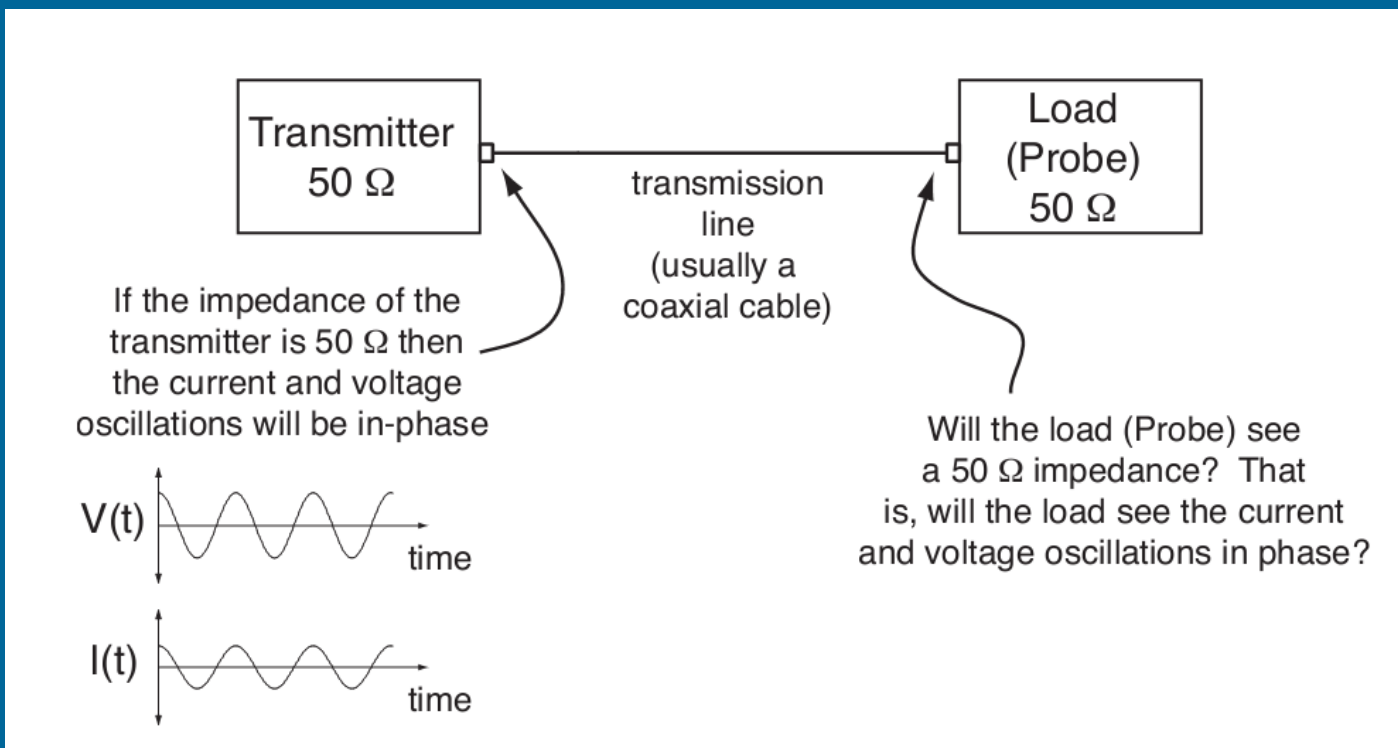 Transmitter
50 Ω
Load
(Probe)
50 Ω
transmission
line
(usually a
coaxial cable)
If the impedance of the
transmitter is 50 Ω then
the current and voltage
oscillations will be in-phase
Will the load (Probe) see
a 50 Ω impedance? That
is, will the load see the current
and voltage oscillations in phase?
V(t)
time
I(t)
time